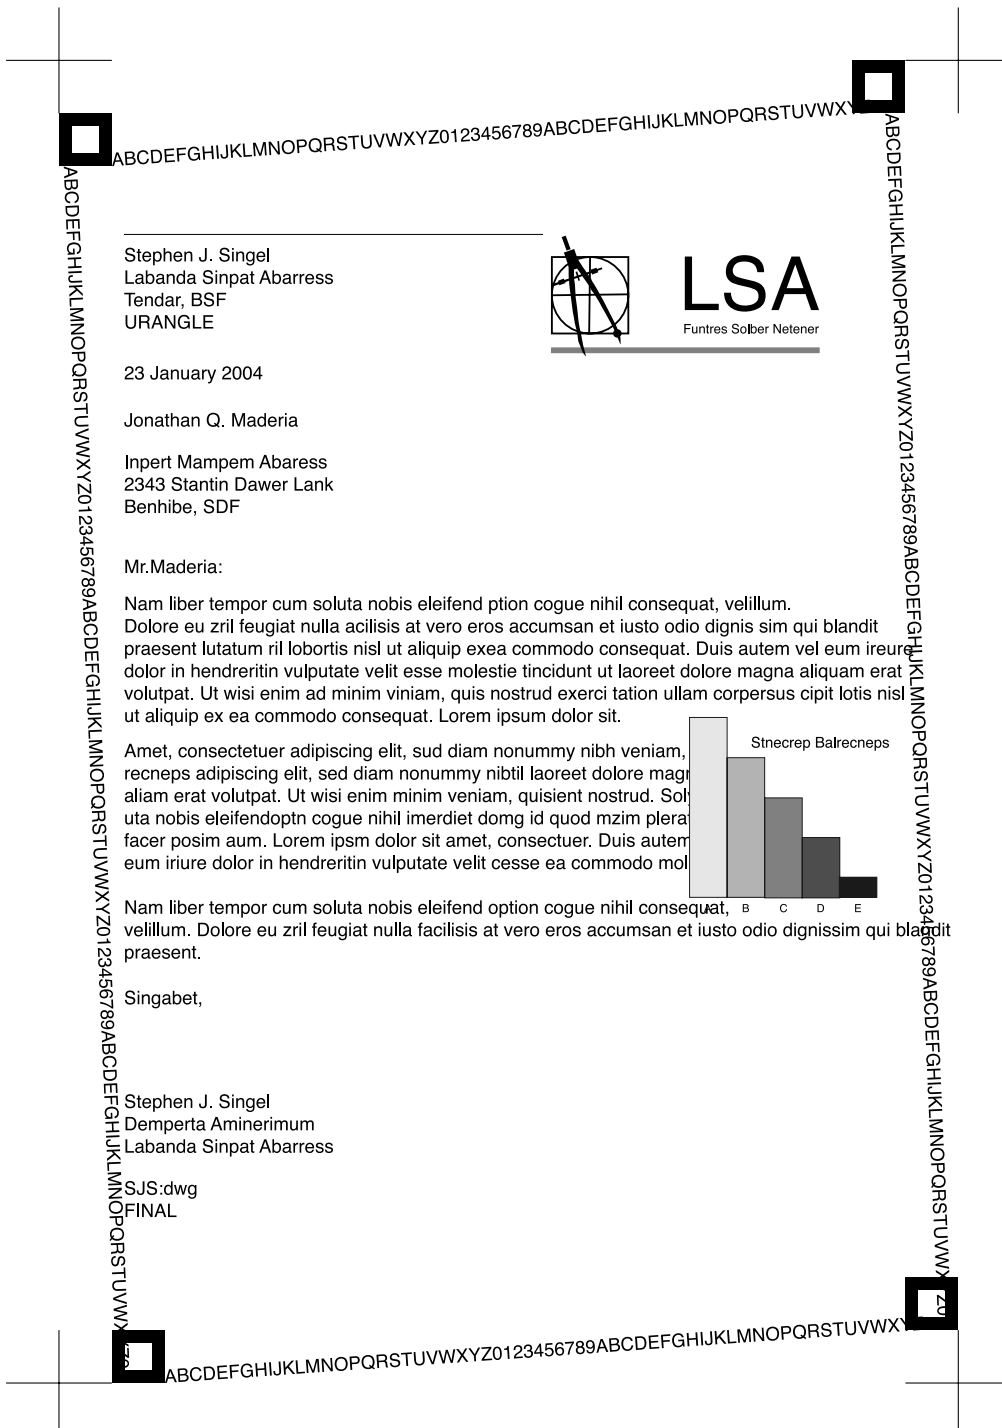 ABCDEFGHIJKLMNOPQRSTUVWXYZ0123456789ABCDEFGHIJKLMNOPQRSTUVWX
ABCDEFGHIJKLMNOPQRSTUVWXYZ0123456789ABCDEFGHIJKLMNOPQRSTUVWXYZ0123456789ABCDEFGHIJKLMNOPQRSTUVWX
ABCDEFGHIJKLMNOPQRSTUVWXYZ0123456789ABCDEFGHIJKLMNOPQRSTUVWXYZ0123456789ABCDEFGHIJKLMNOPQRSTUVWX
Stephen J. Singel
Labanda Sinpat Abarress
Tendar, BSF
URANGLE
LSA
Funtres Solber Netener
23 January 2004
Jonathan Q. Maderia
Inpert Mampem Abaress
2343 Stantin Dawer Lank
Benhibe, SDF
Mr.Maderia:
Nam liber tempor cum soluta nobis eleifend ption cogue nihil consequat, velillum.
Dolore eu zril feugiat nulla acilisis at vero eros accumsan et iusto odio dignis sim qui blandit
praesent lutatum ril lobortis nisl ut aliquip exea commodo consequat. Duis autem vel eum ireure
dolor in hendreritin vulputate velit esse molestie tincidunt ut laoreet dolore magna aliquam erat
volutpat. Ut wisi enim ad minim viniam, quis nostrud exerci tation ullam corpersus cipit lotis nisl
ut aliquip ex ea commodo consequat. Lorem ipsum dolor sit.
Amet, consectetuer adipiscing elit, sud diam nonummy nibh veniam,
recneps adipiscing elit, sed diam nonummy nibtil laoreet dolore magn
aliam erat volutpat. Ut wisi enim minim veniam, quisient nostrud. Soly
uta nobis eleifendoptn cogue nihil imerdiet domg id quod mzim plerat
facer posim aum. Lorem ipsm dolor sit amet, consectuer. Duis autem
eum iriure dolor in hendreritin vulputate velit cesse ea commodo mol
Stnecrep Balrecneps
A B C D E
Nam liber tempor cum soluta nobis eleifend option cogue nihil consequat,
velillum. Dolore eu zril feugiat nulla facilisis at vero eros accumsan et iusto odio dignissim qui blandit
praesent.
Singabet,
Stephen J. Singel
Demperta Aminerimum
Labanda Sinpat Abarress
SJS:dwg
FINAL
ABCDEFGHIJKLMNOPQRSTUVWXYZ0123456789ABCDEFGHIJKLMNOPQRSTUVWXY